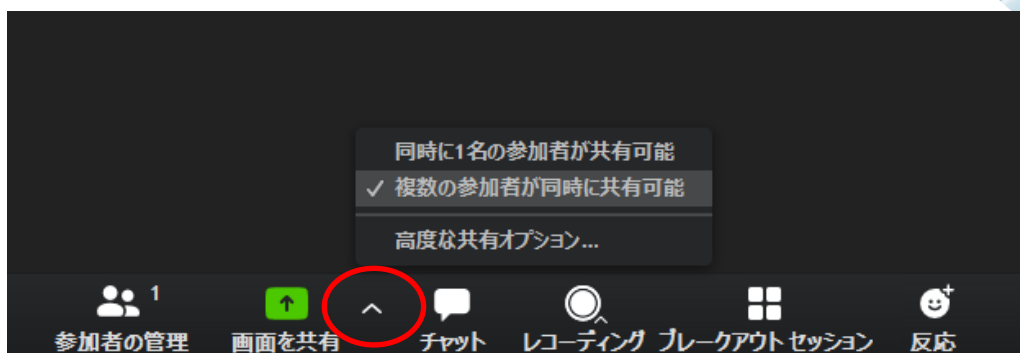 同時に1名の参加者が共有可能
✓ 複数の参加者が同時に共有可能
高度な共有オプション...
1
参加者の管理 画面を共有 チャット レコーディング ブレークアウト セッション 反応